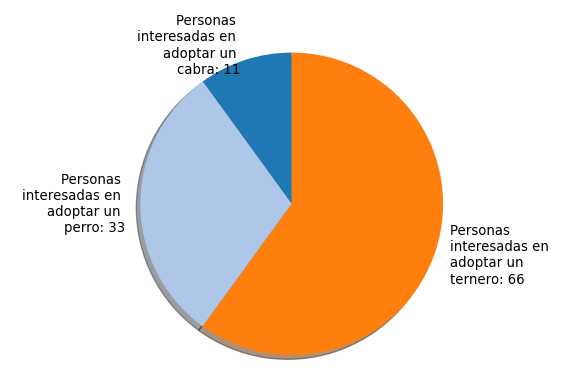 Personas
interesadas en
adoptar un
cabra: 11
Personas
interesadas en
adoptar un
perro: 33
Personas
interesadas en
adoptar un
ternero: 66